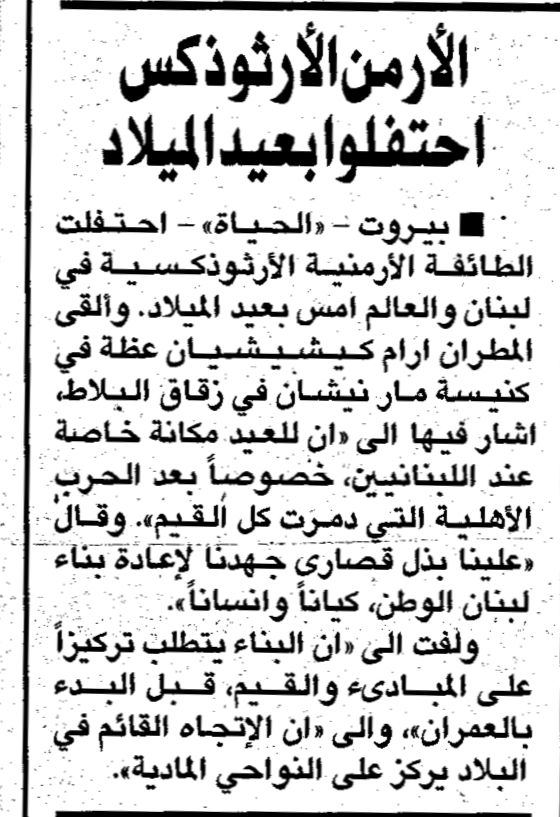 الأرمن الأرثوذكس
احتفلوا بعيد الميلاد
■ بيروت - «الحياة» - احتفلت
الطائفة الأرمنية الأرثوذكسية في
لبنان والعالم امس بعيد الميلاد. وألقى
المطران ارام كيشيشيان عظة في
كنيسة مار نيشان في زقاق البلاط،
اشار فيها الى «ان للعيد مكانة خاصة
عند اللبنانيين، خصوصاً بعد الحرب
الأهلية التي دمرت كل القيم». وقال
«علينا بذل قصارى جهدنا لإعادة بناء
لبنان الوطن، كياناً وانساناً».
ولفت الى «ان البناء يتطلب تركيزاً
على المبادىء والقيم، قبل البدء
بالعمران»، والى «ان الإتجاه القائم في
البلاد يركز على النواحي المادية».